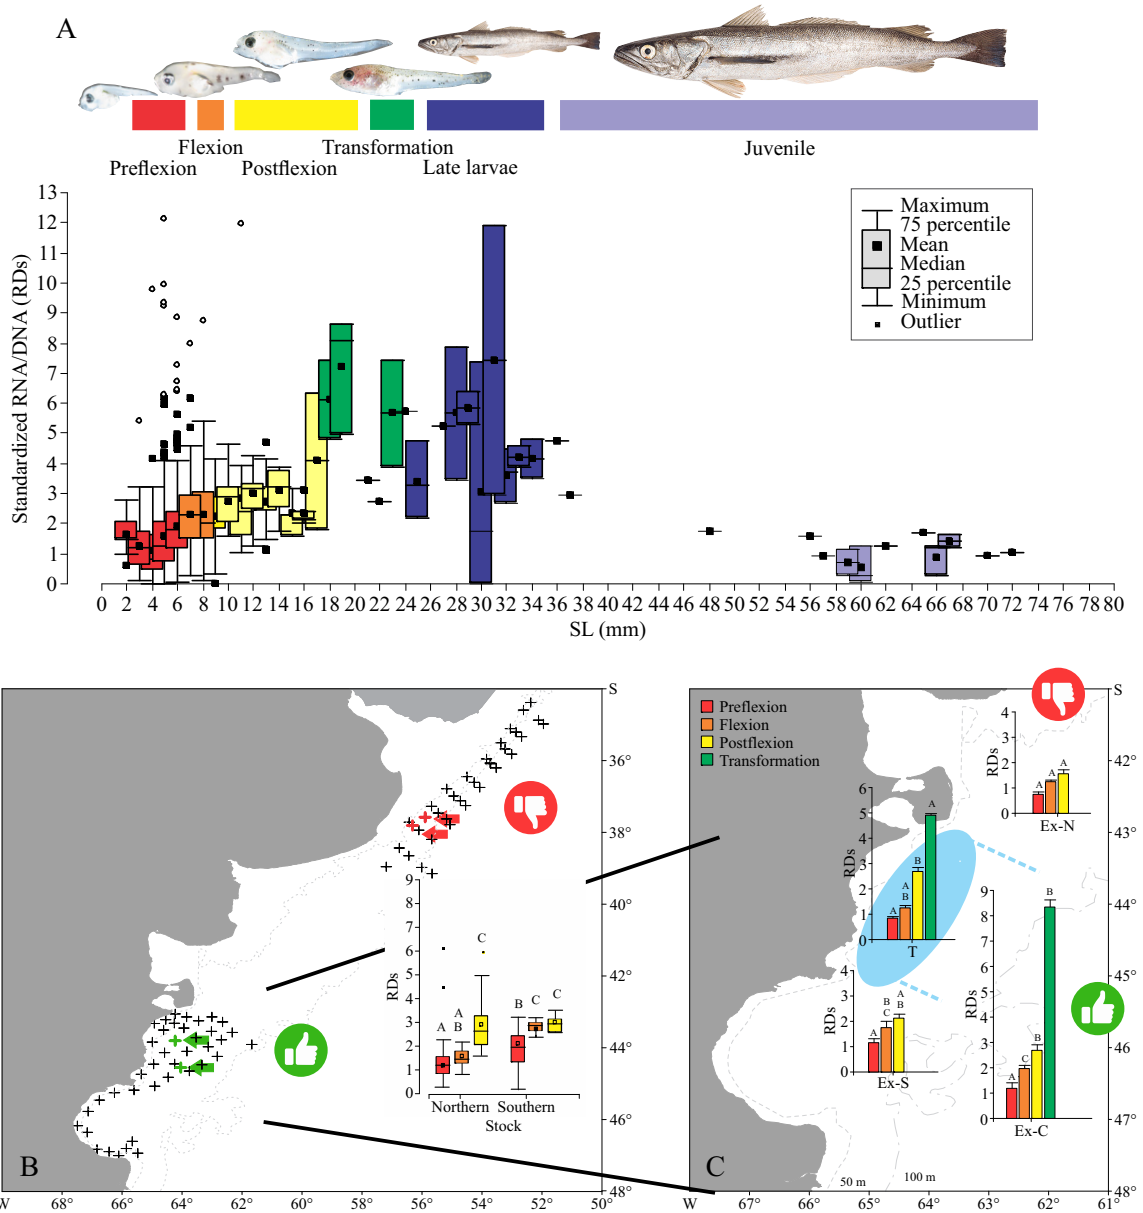 A
Flexion
Transformation
Juvenile
Preflexion
Postflexion
Late larvae
13
12
11
10
9
8
7
6
5
4
3
2
1
0
Standardized RNA/DNA (RDs)
Maximum
75 percentile
Mean
Median
25 percentile
Minimum
Outlier
0 2 4 6 8 10 12 14 16 18 20 22 24 26 28 30 32 34 36 38 40 42 44 46 48 50 52 54 56 58 60 62 64 66 68 70 72 74 76 78 80
SL (mm)
S
36°
38°
40°
42°
44°
46°
48°
W 68° 66° 64° 62° 60° 58° 56° 54° 52° 50°
B
9
8
7
6
5
4
3
2
1
0
RDs
A
A
B
C
B
C
C
Northern Southern
Stock
Preflexion
Flexion
Postflexion
Transformation
S
42°
43°
44°
45°
46°
47°
48°
W 67° 66° 65° 64° 63° 62° 61°
C
50 m
100 m
4
3
2
1
0
RDs
A
A
A
Ex-N
6
5
4
3
2
1
0
RDs
A
A
B
B
A
T
4
3
2
1
0
RDs
A
B
C
A
B
Ex-S
9
8
7
6
5
4
3
2
1
0
RDs
A
C
B
B
Ex-C